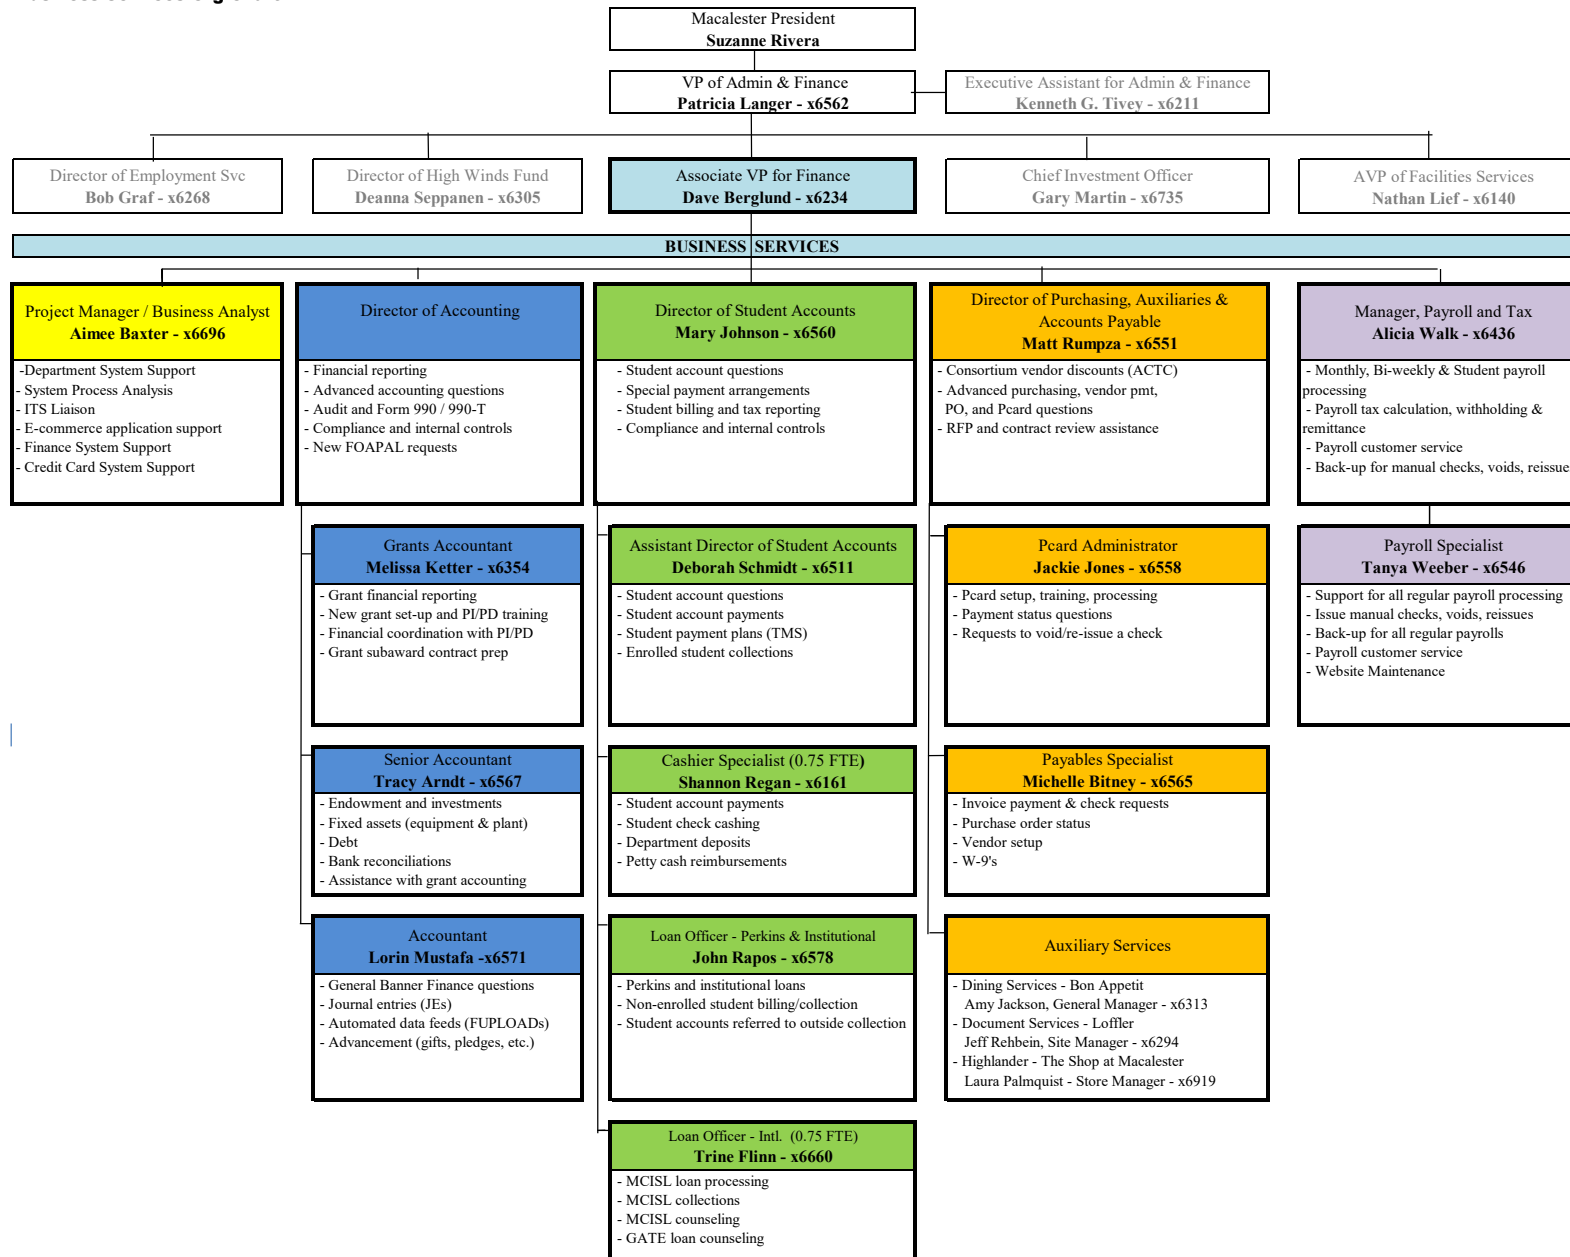 Macalester President
Suzanne Rivera
VP of Admin & Finance
Patricia Langer - x6562
Executive Assistant for Admin & Finance
Kenneth G. Tivey - x6211
Director of Employment Svc
Bob Graf - x6268
Director of High Winds Fund
Deanna Seppanen - x6305
Associate VP for Finance
Dave Berglund - x6234
Chief Investment Officer
Gary Martin - x6735
AVP of Facilities Services
Nathan Lief - x6140
BUSINESS SERVICES
Project Manager / Business Analyst
Aimee Baxter - x6696
-Department System Support
- System Process Analysis
- ITS Liaison
- E-commerce application support
- Finance System Support
- Credit Card System Support
Director of Accounting
- Financial reporting
- Advanced accounting questions
- Audit and Form 990 / 990-T
- Compliance and internal controls
- New FOAPAL requests
Director of Student Accounts
Mary Johnson - x6560
- Student account questions
- Special payment arrangements
- Student billing and tax reporting
- Compliance and internal controls
Director of Purchasing, Auxiliaries &
Accounts Payable
Matt Rumpza - x6551
- Consortium vendor discounts (ACTC)
- Advanced purchasing, vendor pmt,
PO, and Pcard questions
- RFP and contract review assistance
Manager, Payroll and Tax
Alicia Walk - x6436
- Monthly, Bi-weekly & Student payroll
processing
- Payroll tax calculation, withholding &
remittance
- Payroll customer service
- Back-up for manual checks, voids, reissue
Grants Accountant
Melissa Ketter - x6354
- Grant financial reporting
- New grant set-up and PI/PD training
- Financial coordination with PI/PD
- Grant subaward contract prep
Assistant Director of Student Accounts
Deborah Schmidt - x6511
- Student account questions
- Student account payments
- Student payment plans (TMS)
- Enrolled student collections
Pcard Administrator
Jackie Jones - x6558
- Pcard setup, training, processing
- Payment status questions
- Requests to void/re-issue a check
Payroll Specialist
Tanya Weeber - x6546
- Support for all regular payroll processing
- Issue manual checks, voids, reissues
- Back-up for all regular payrolls
- Payroll customer service
- Website Maintenance
Senior Accountant
Tracy Arndt - x6567
- Endowment and investments
- Fixed assets (equipment & plant)
- Debt
- Bank reconciliations
- Assistance with grant accounting
Cashier Specialist (0.75 FTE)
Shannon Regan - x6161
- Student account payments
- Student check cashing
- Department deposits
- Petty cash reimbursements
Payables Specialist
Michelle Bitney - x6565
- Invoice payment & check requests
- Purchase order status
- Vendor setup
- W-9's
Accountant
Lorin Mustafa -x6571
- General Banner Finance questions
- Journal entries (JEs)
- Automated data feeds (FUPLOADs)
- Advancement (gifts, pledges, etc.)
Loan Officer - Perkins & Institutional
John Rapos - x6578
- Perkins and institutional loans
- Non-enrolled student billing/collection
- Student accounts referred to outside collection
Auxiliary Services
- Dining Services - Bon Appetit
Amy Jackson, General Manager - x6313
- Document Services - Loffler
Jeff Rehbein, Site Manager - x6294
- Highlander - The Shop at Macalester
Laura Palmquist - Store Manager - x6919
Loan Officer - Intl. (0.75 FTE)
Trine Flinn - x6660
- MCISL loan processing
- MCISL collections
- MCISL counseling
- GATE loan counseling